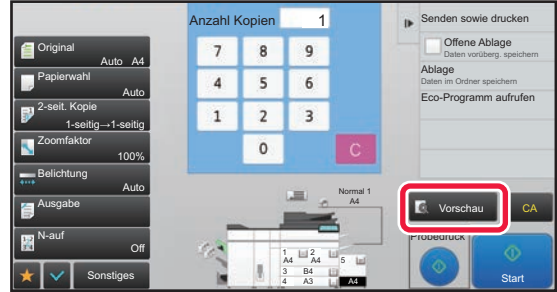 Anzahl Kopien 1
Original
Auto A4
Papierwahl
Auto
2-seit. Kopie
1-seitig→1-seitig
Zoomfaktor
100%
Belichtung
Auto
Ausgabe
N-auf
Off
Sonstiges
7 8 9
4 5 6
1 2 3
0 C
Normal 1
A4
1 A4
2 A4
3 B4
4 A3
5
A4
Senden sowie drucken
Offene Ablage
Daten vorüberg. speichern
Ablage
Daten im Ordner speichern
Eco-Programm aufrufen
Vorschau
CA
Probedruck
Start